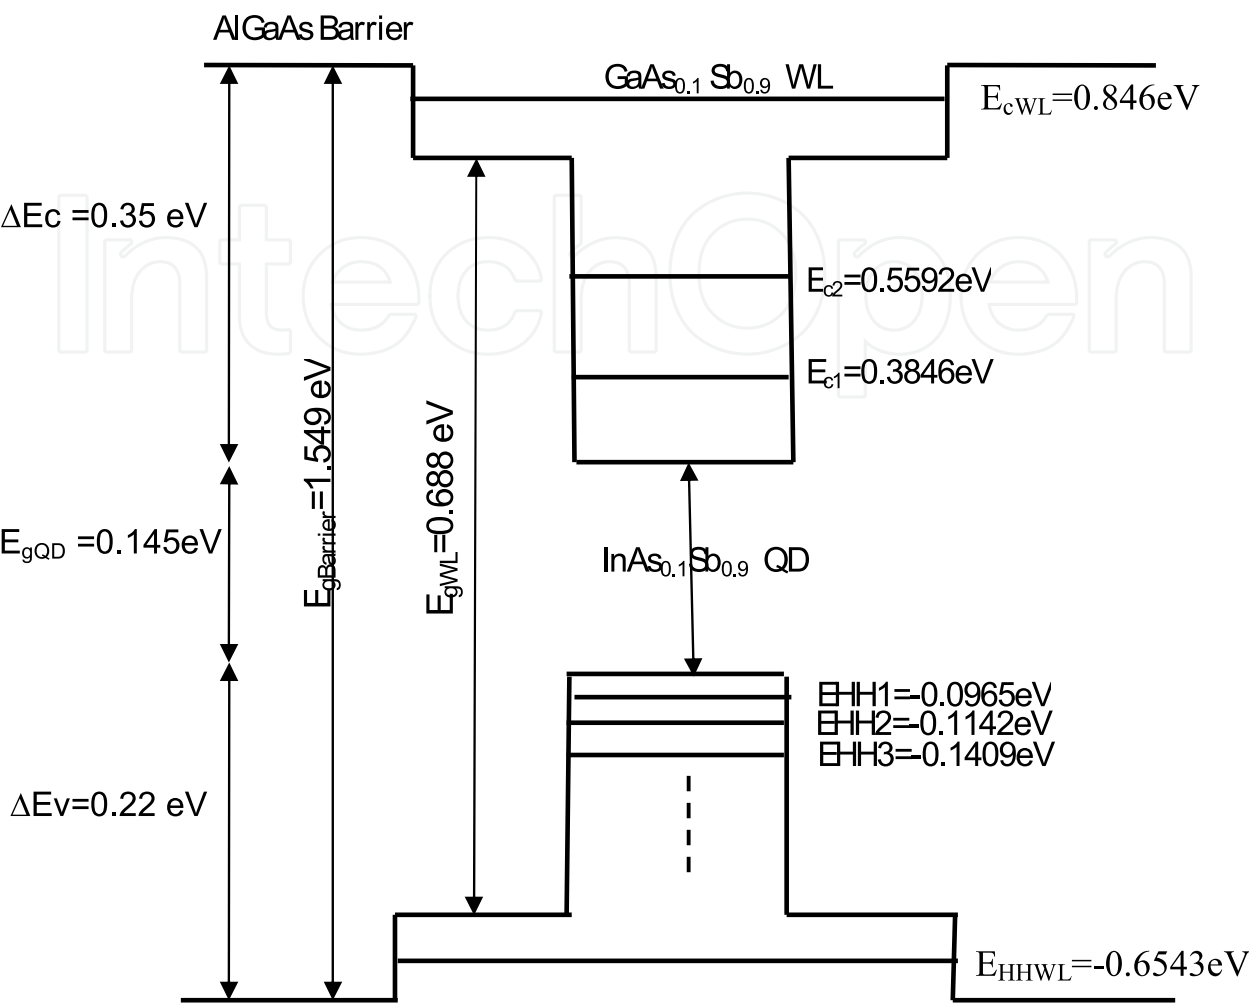 AlGaAs Barrier
GaAs0.1 Sb0.9 WL
EcWL=0.846eV
ΔEc =0.35 eV
Ec2=0.5592eV
Ec1=0.3846eV
EgBarrier=1.549 eV
EgWL=0.688 eV
EgQD =0.145eV
InAs0.1Sb0.9 QD
EHH1=-0.0965eV
EHH2=-0.1142eV
EHH3=-0.1409eV
ΔEv=0.22 eV
EHHWL=-0.6543eV
IntechOpen